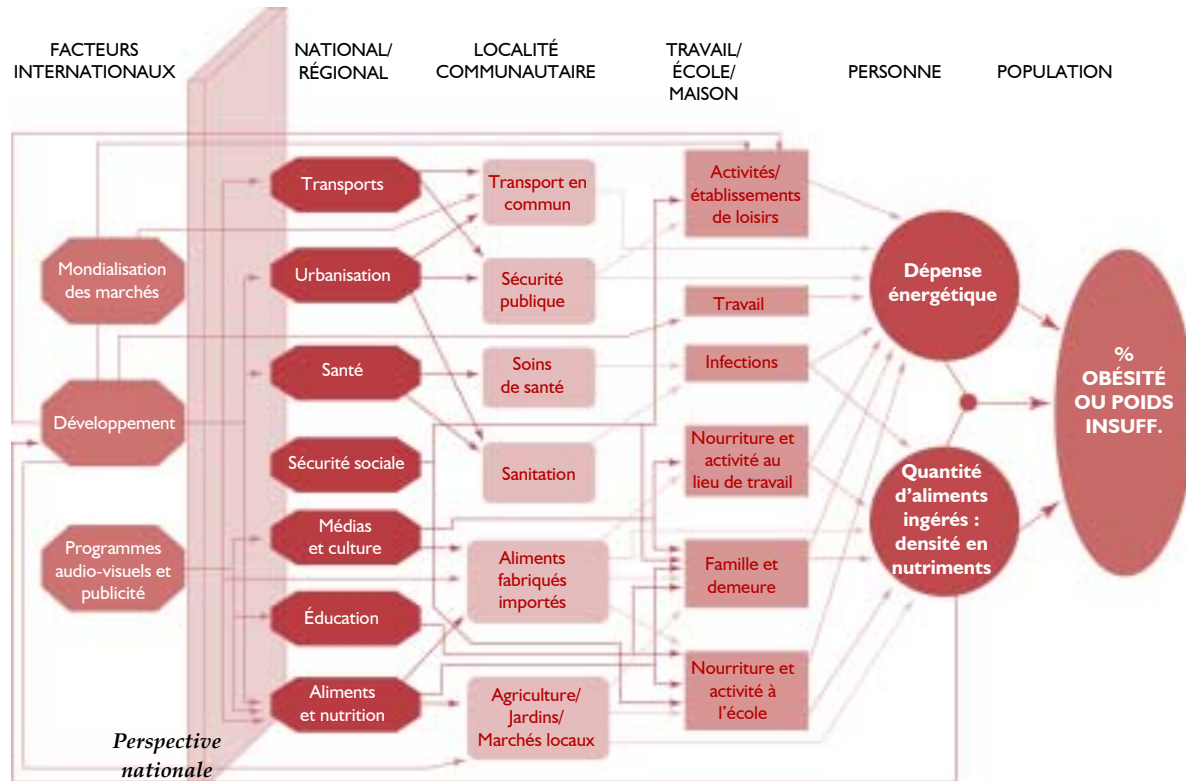 FACTEURS
INTERNATIONAUX
NATIONAL/
RÉGIONAL
LOCALITÉ
COMMUNAUTAIRE
TRAVAIL/
ÉCOLE/
MAISON
PERSONNE
POPULATION
Mondialisation
des marchés
Développement
Programmes
audio-visuels et
publicité
Perspective
nationale
Transports
Urbanisation
Santé
Sécurité sociale
Médias
et culture
Éducation
Aliments
et nutrition
Transport en
commun
Sécurité
publique
Soins
de santé
Sanitation
Aliments
fabriqués
importés
Agriculture/
Jardins/
Marchés locaux
Activités/
établissements
de loisirs
Travail
Infections
Nourriture et
activité au
lieu de travail
Famille et
demeure
Nourriture et
activité à
l'école
Dépense
énergétique
Quantité
d'aliments
ingérés :
densité en
nutriments
%
OBÉSITÉ
OU POIDS
INSUFF.